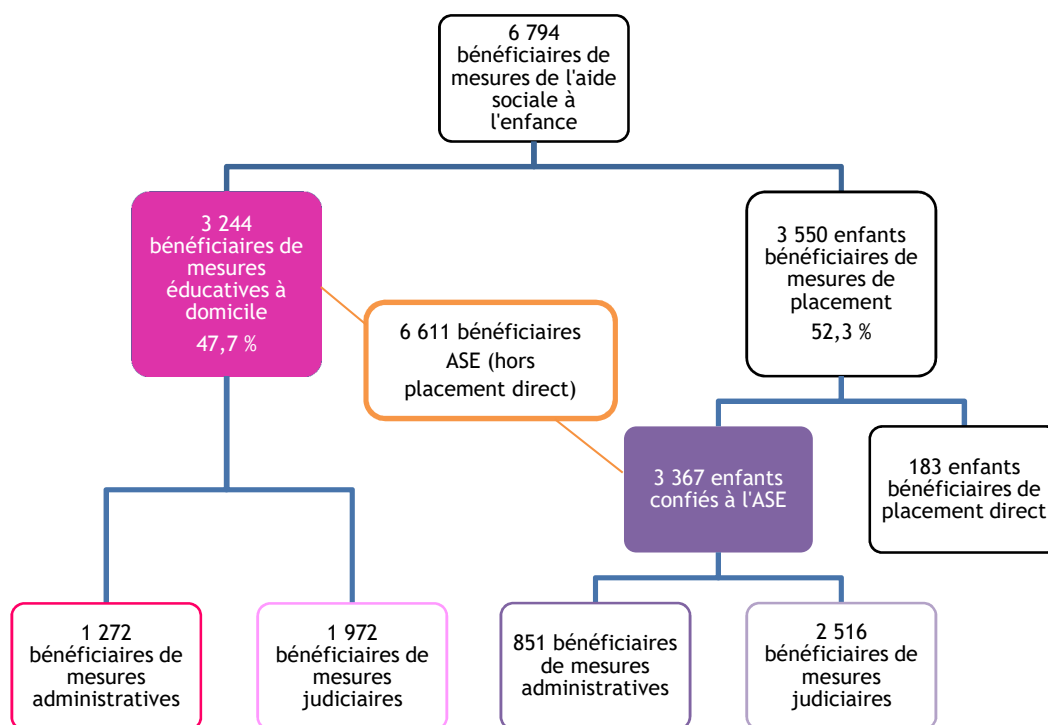 6 794
bénéficiaires de
mesures de l'aide
sociale à
l'enfance
3 244
bénéficiaires de
mesures
éducatives à
domicile
47,7 %
3 550 enfants
bénéficiaires de
mesures de
placement
52,3 %
6 611 bénéficiaires
ASE (hors
placement direct)
3 367 enfants
confiés à l'ASE
183 enfants
bénéficiaires de
placement direct
1 272
bénéficiaires de
mesures
administratives
1 972
bénéficiaires de
mesures
judiciaires
851 bénéficiaires
de mesures
administratives
2 516
bénéficiaires de
mesures
judiciaires